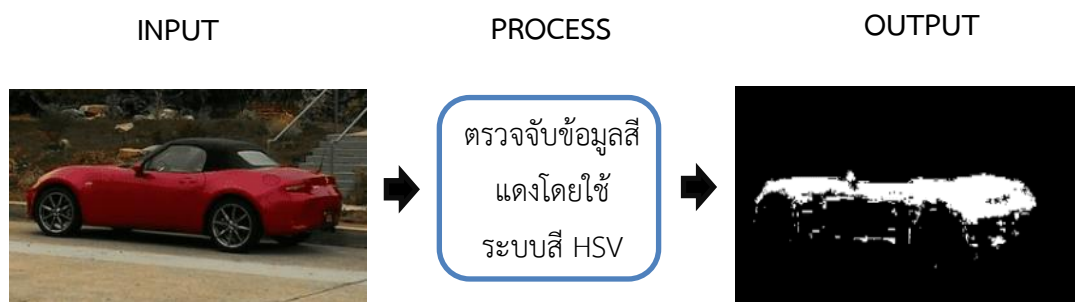 INPUT
PROCESS
OUTPUT
ตรวจจับข้อมูลสี
แดงโดยใช้
ระบบสี HSV